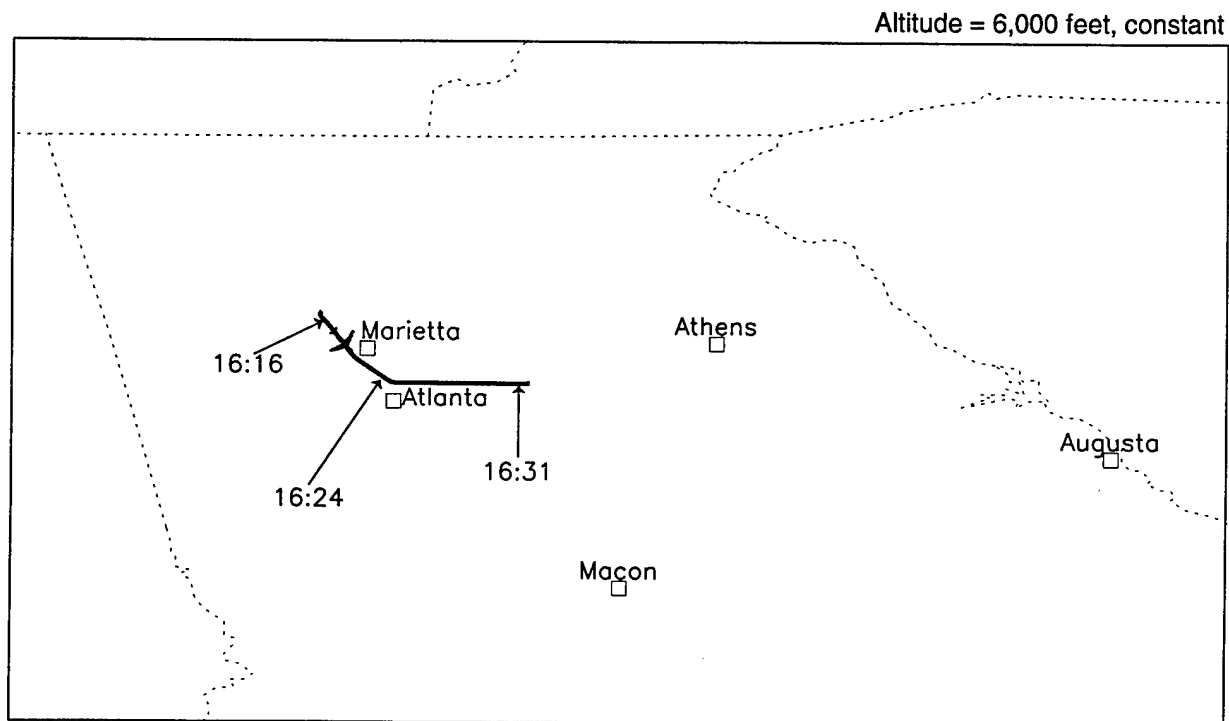 Altitude = 6,000 feet, constant
Marietta
Athens
16:16
Atlanta
Augusta
16:31
16:24
Macon